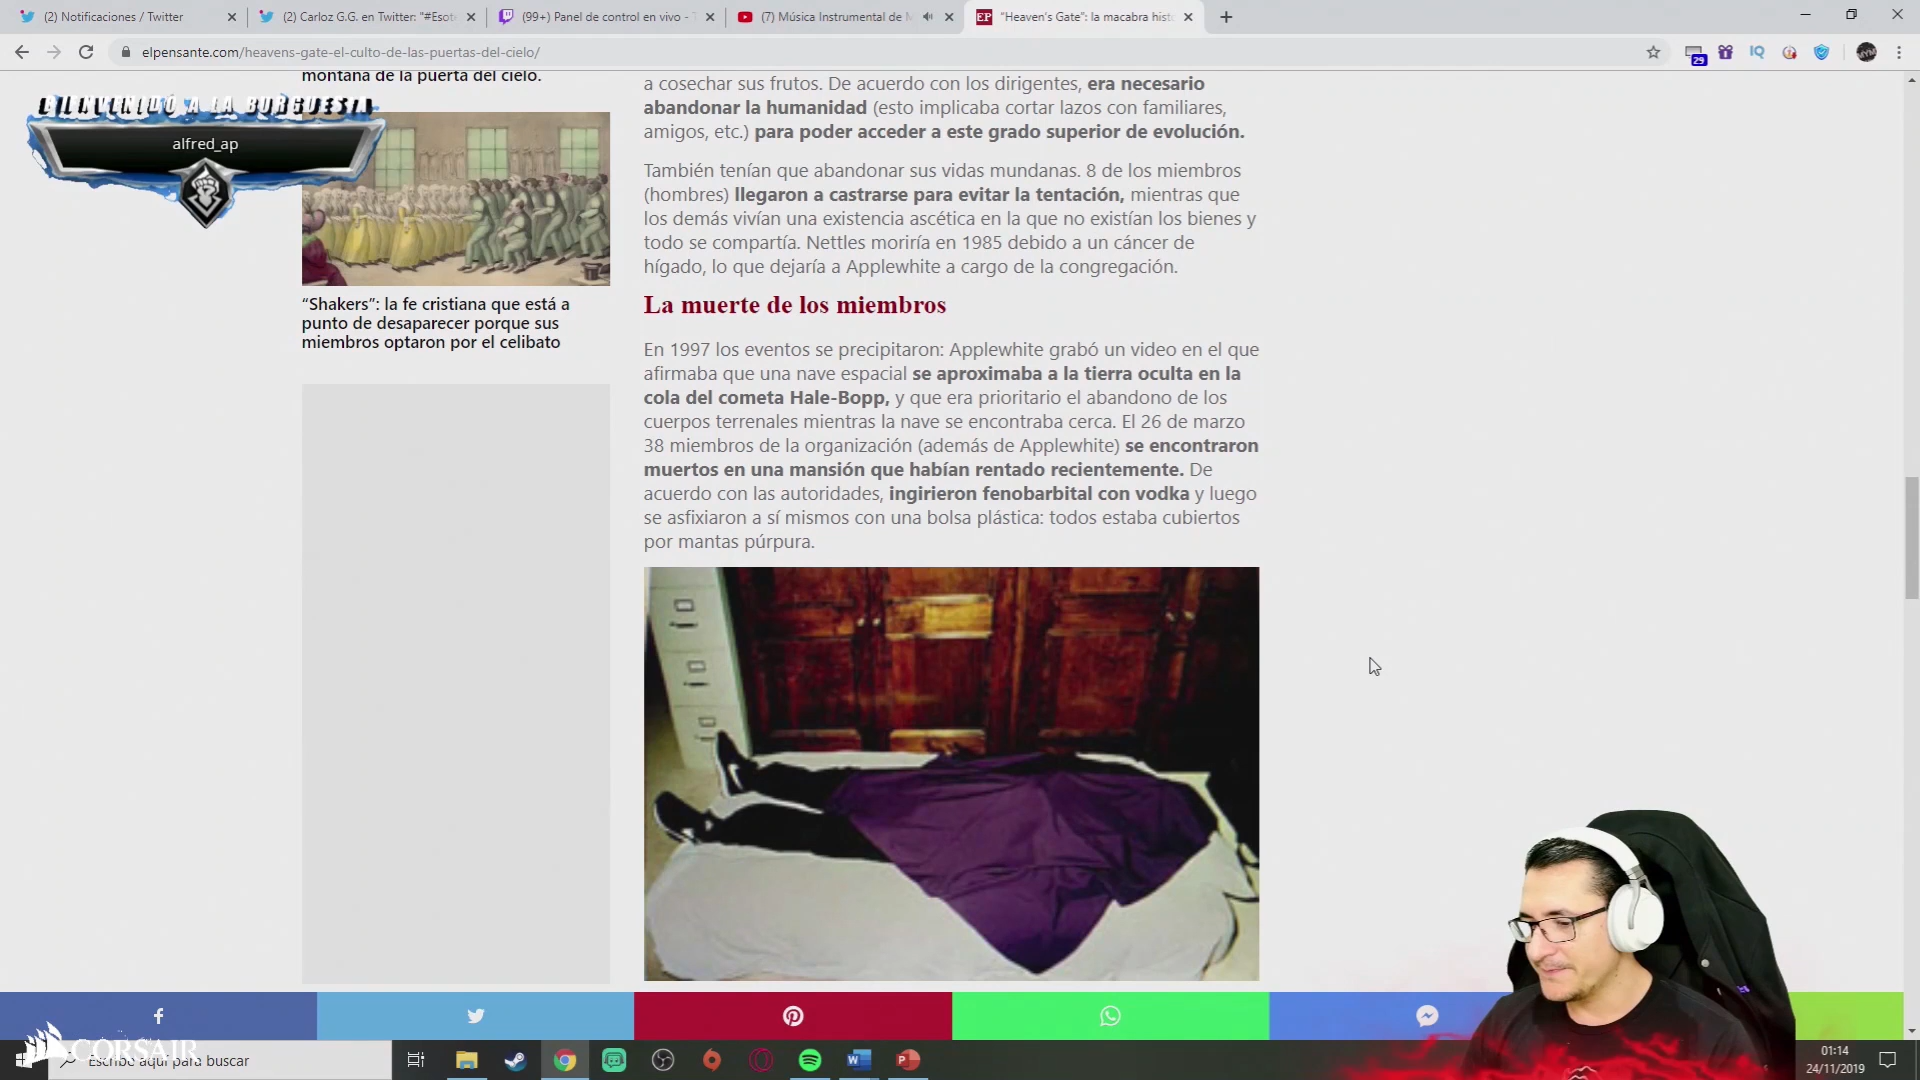 (2) Notificaciones / Twitter
(2) Carloz G.G. en Twitter: "#Esot
(99+) Panel de control en vivo - T
(7) Música Instrumental de M
EP "Heaven's Gate": la macabra hist
elpensante.com/heavens-gate-el-culto-de-las-puertas-del-cielo/
29
IQ
montaña de la puerta del cielo.
BIENVENIDO A LA BURGUESIA
alfred_ap
“Shakers”: la fe cristiana que está a
punto de desaparecer porque sus
miembros optaron por el celibato
a cosechar sus frutos. De acuerdo con los dirigentes, era necesario
abandonar la humanidad (esto implicaba cortar lazos con familiares,
amigos, etc.) para poder acceder a este grado superior de evolución.
También tenían que abandonar sus vidas mundanas. 8 de los miembros
(hombres) llegaron a castrarse para evitar la tentación, mientras que
los demás vivían una existencia ascética en la que no existían los bienes y
todo se compartía. Nettles moriría en 1985 debido a un cáncer de
hígado, lo que dejaría a Applewhite a cargo de la congregación.
La muerte de los miembros
En 1997 los eventos se precipitaron: Applewhite grabó un video en el que
afirmaba que una nave espacial se aproximaba a la tierra oculta en la
cola del cometa Hale-Bopp, y que era prioritario el abandono de los
cuerpos terrenales mientras la nave se encontraba cerca. El 26 de marzo
38 miembros de la organización (además de Applewhite) se encontraron
muertos en una mansión que habían rentado recientemente. De
acuerdo con las autoridades, ingirieron fenobarbital con vodka y luego
se asfixiaron a sí mismos con una bolsa plástica: todos estaba cubiertos
por mantas púrpura.
CORSAIR
Escribe aquí para buscar
01:14
24/11/2019